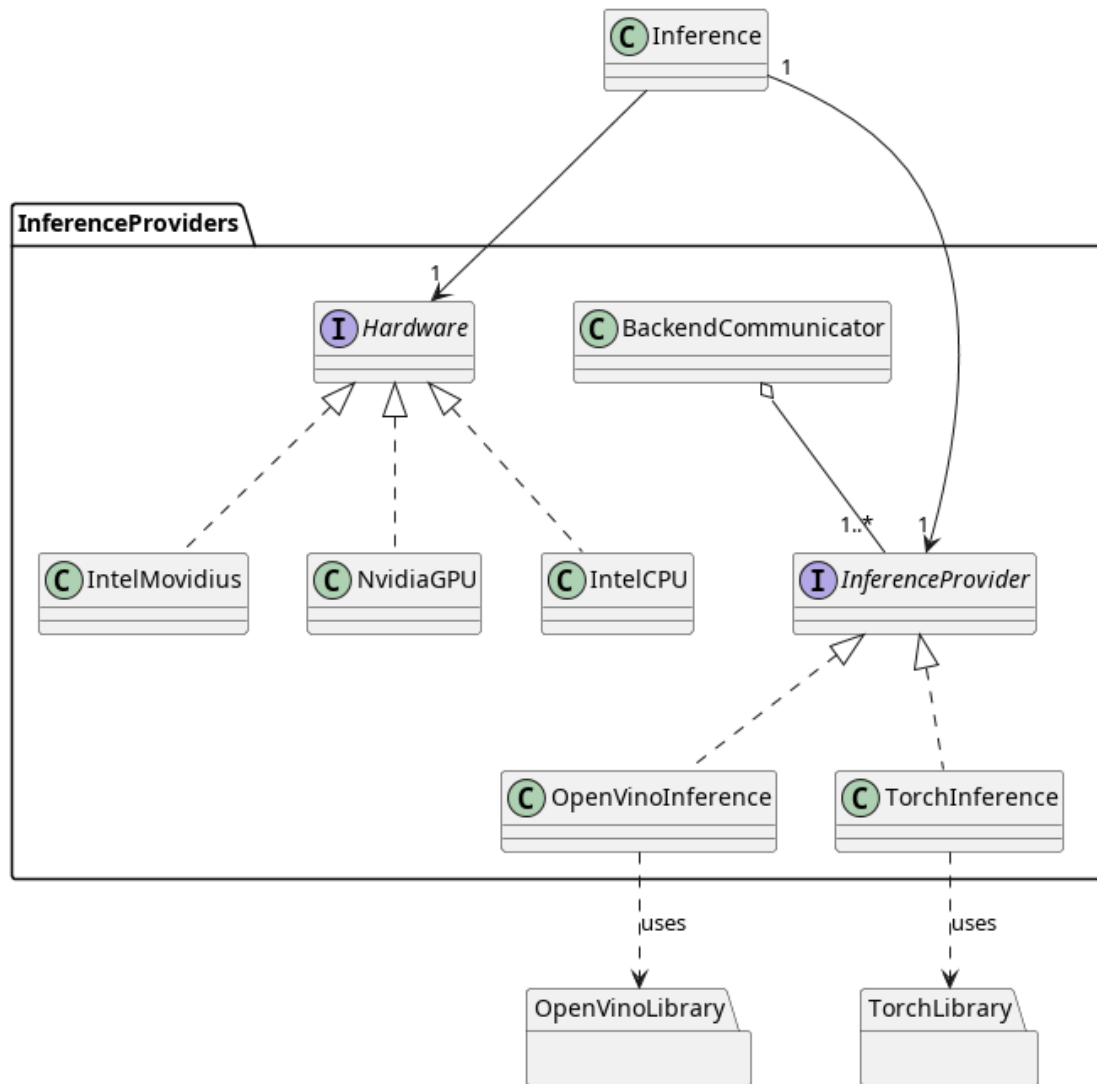 C Inference
1
InferenceProviders
1
I Hardware
C BackendCommunicator
1..*
1
C IntelMovidius
C NvidiaGPU
C IntelCPU
I InferenceProvider
C OpenVinoInference
C TorchInference
uses
uses
OpenVinoLibrary
TorchLibrary